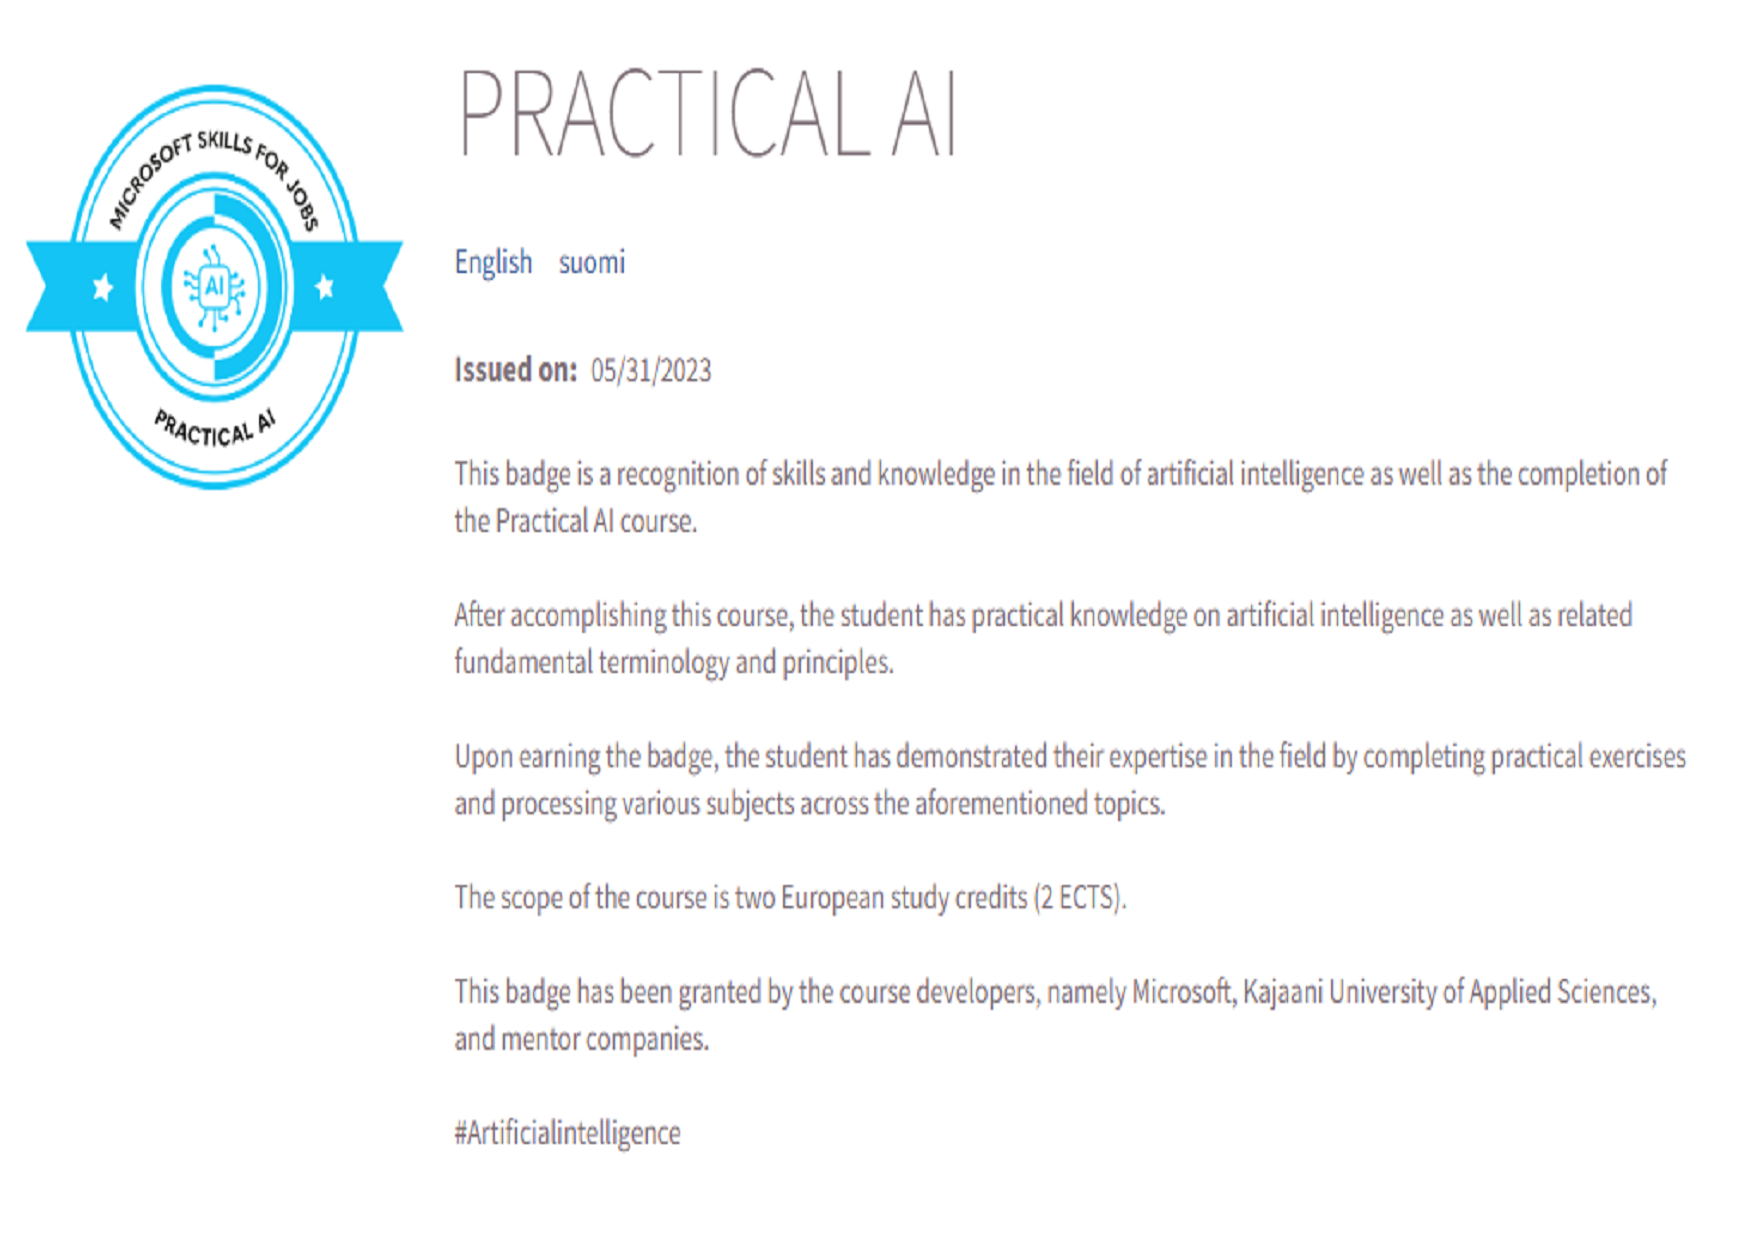 MICROSOFT SKILLS FOR JOBS
AI
PRACTICAL AI
PRACTICAL AI
English suomi
Issued on: 05/31/2023
This badge is a recognition of skills and knowledge in the field of artificial intelligence as well as the completion of
the Practical AI course.
After accomplishing this course, the student has practical knowledge on artificial intelligence as well as related
fundamental terminology and principles.
Upon earning the badge, the student has demonstrated their expertise in the field by completing practical exercises
and processing various subjects across the aforementioned topics.
The scope of the course is two European study credits (2 ECTS).
This badge has been granted by the course developers, namely Microsoft, Kajaani University of Applied Sciences,
and mentor companies.
#Artificialintelligence